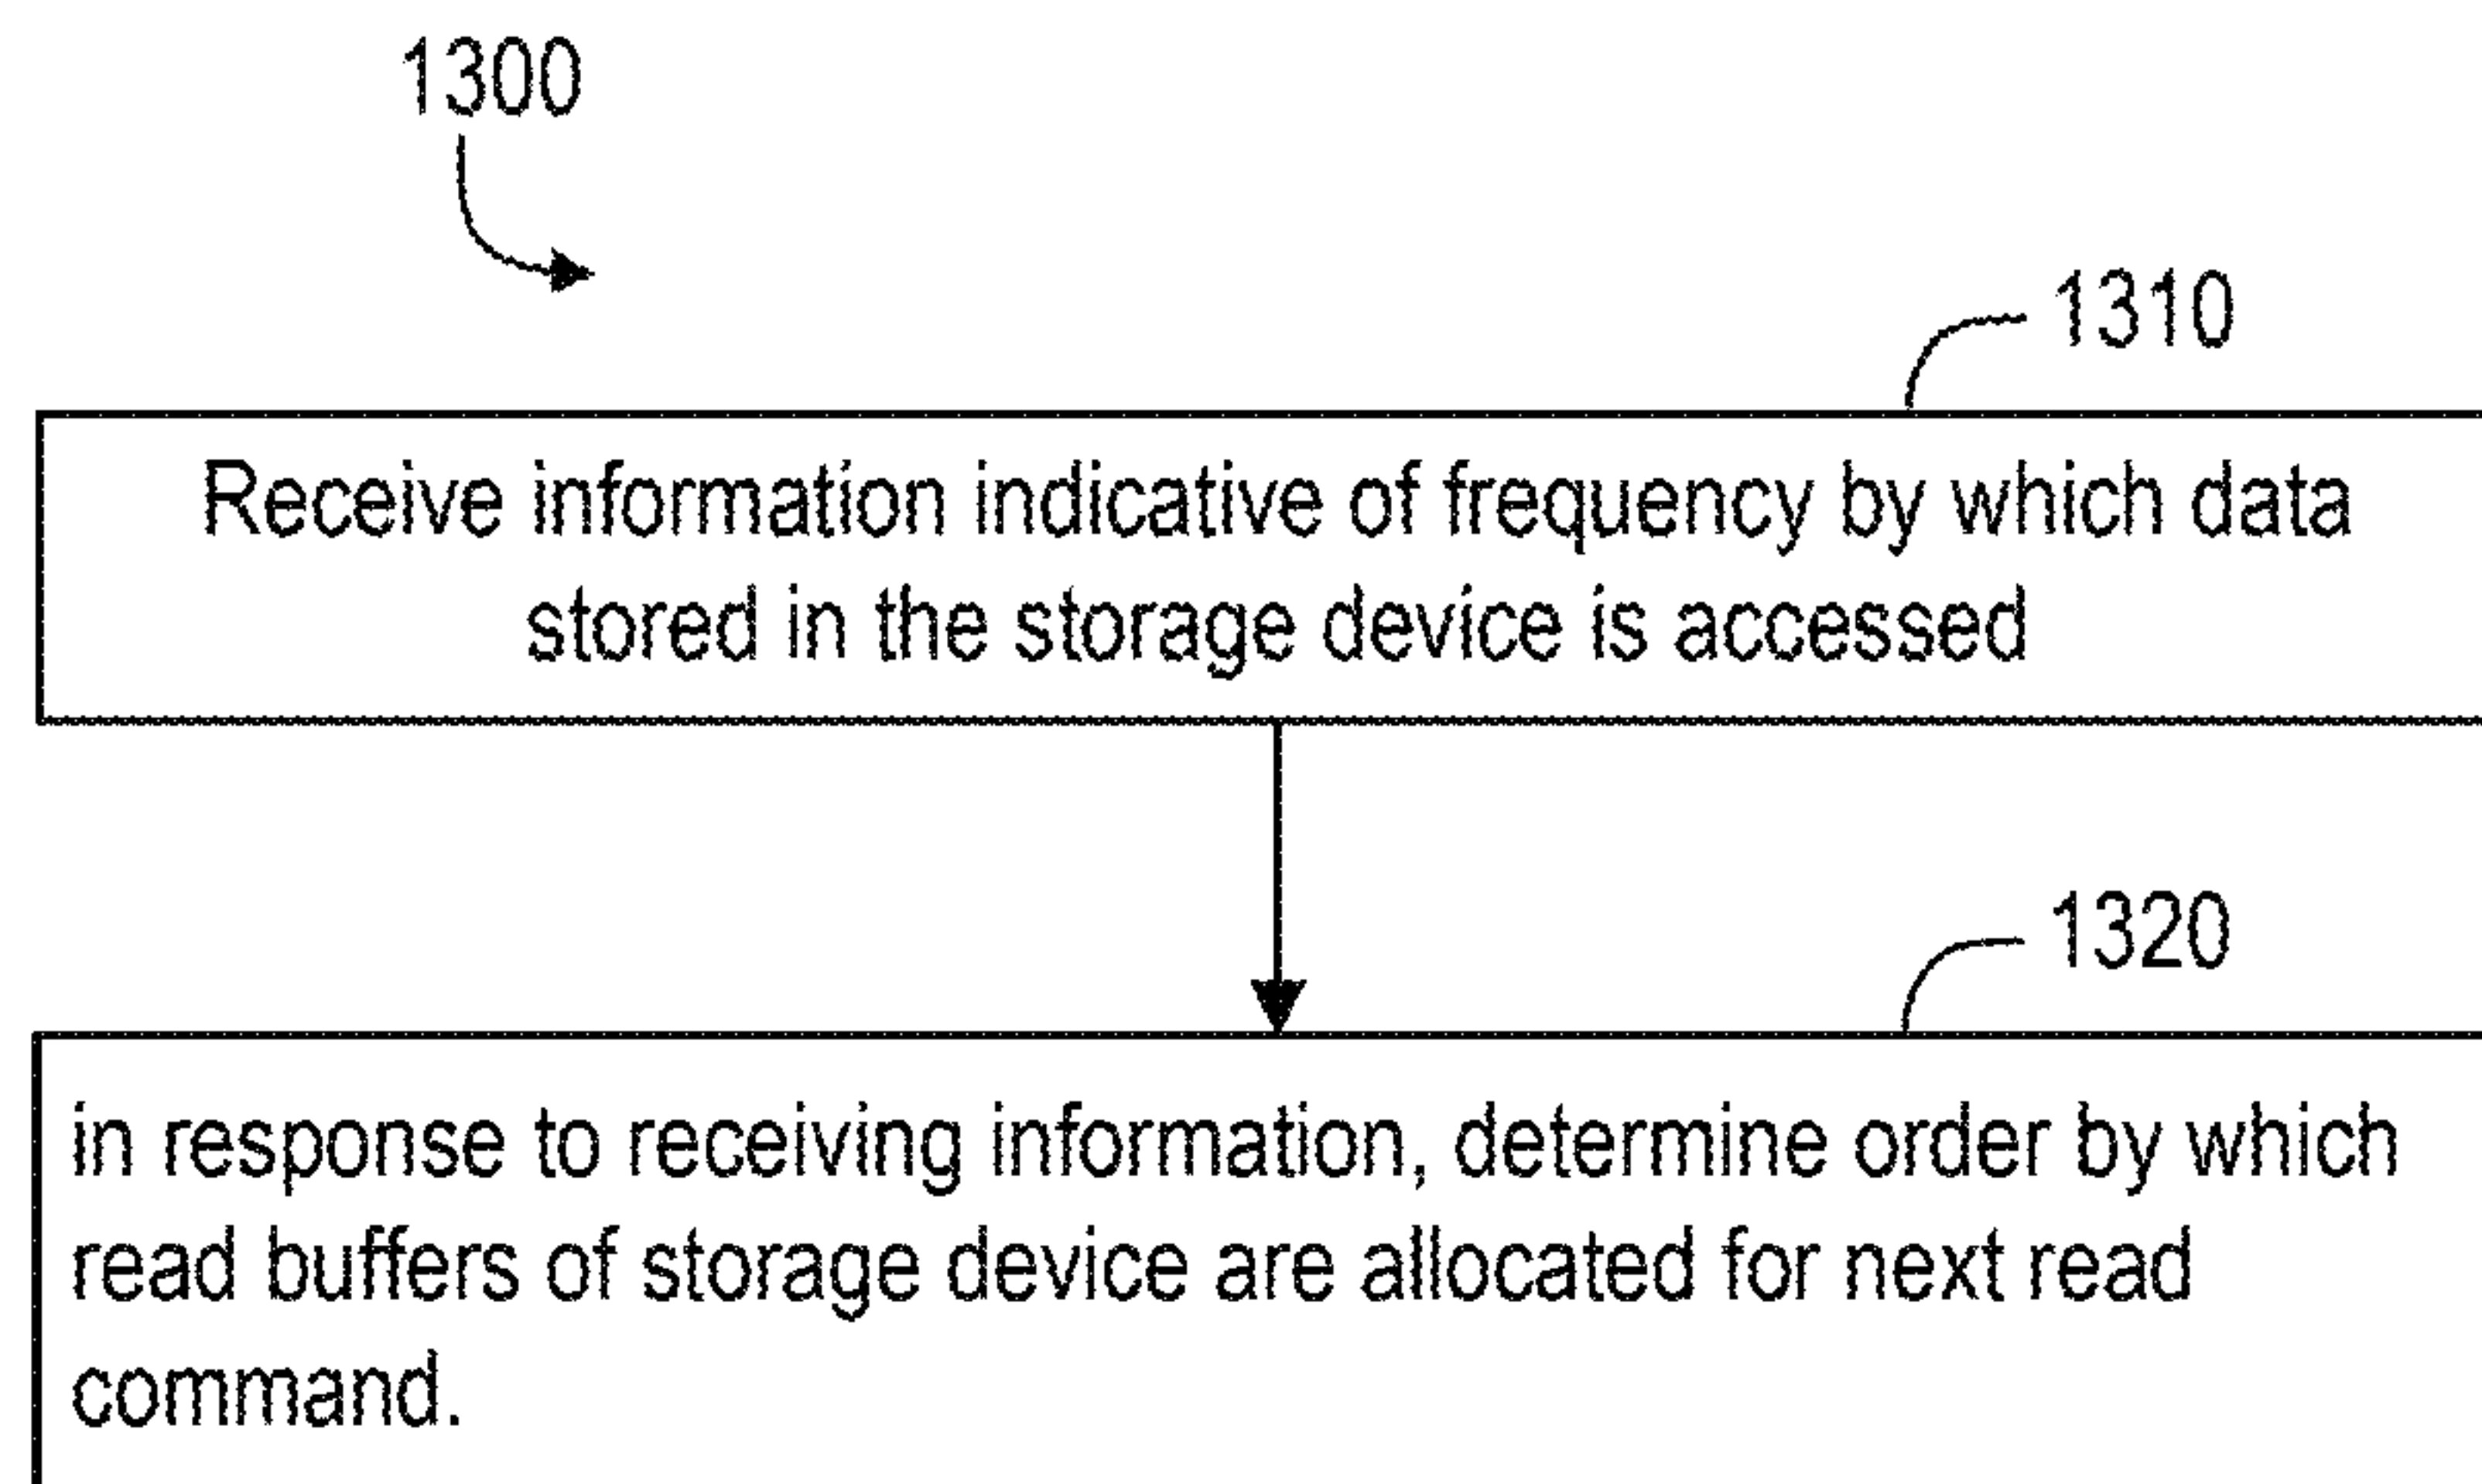 1300
1310
Receive information indicative of frequency by which data
stored in the storage device is accessed
1320
in response to receiving information, determine order by which
read buffers of storage device are allocated for next read
command.